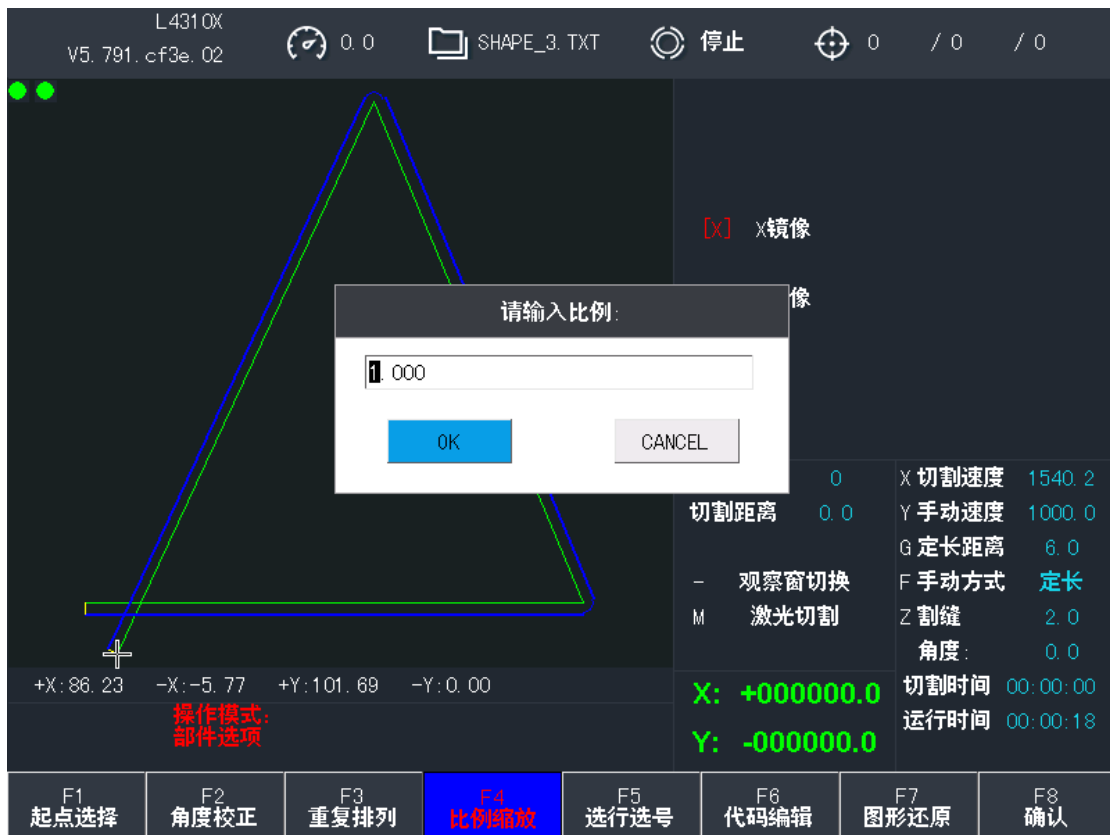 L4310X
V5.791.cf3e.02
0.0
SHAPE_3.TXT
停止
0 / 0 / 0
[X] X镜像
像
请输入比例:
1.000
OK
CANCEL
0
切割距离 0.0
- 观察窗切换
M 激光切割
X 切割速度 1540.2
Y 手动速度 1000.0
G 定长距离 6.0
F 手动方式 定长
Z 割缝 2.0
角度: 0.0
切割时间 00:00:00
运行时间 00:00:18
+X:86.23 -X:-5.77 +Y:101.69 -Y:0.00
操作模式:
部件选项
X: +000000.0
Y: -000000.0
F1
起点选择
F2
角度校正
F3
重复排列
F4
比例缩放
F5
选行选号
F6
代码编辑
F7
图形还原
F8
确认